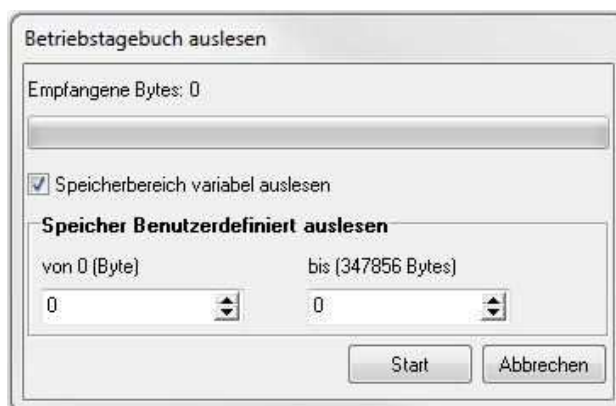 Betriebstagebuch auslesen
Empfangene Bytes: 0
Speicherbereich variabel auslesen
Speicher Benutzerdefiniert auslesen
von 0 (Byte) bis (347856 Bytes)
0 0
Start Abbrechen